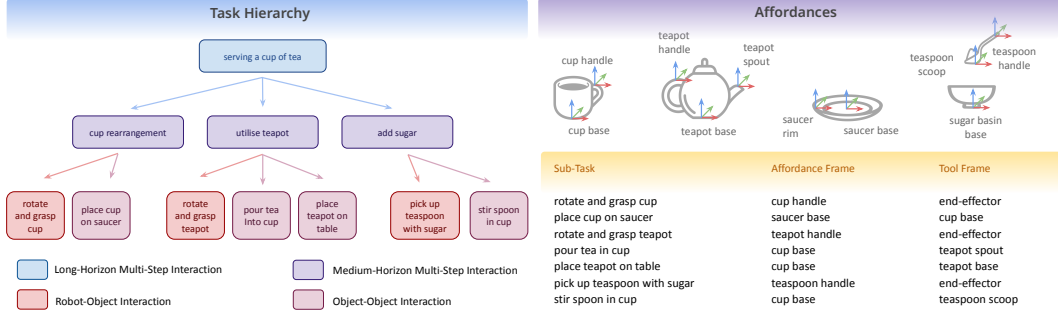 Task Hierarchy
serving a cup of tea
cup rearrangement
utilise teapot
add sugar
rotate
and grasp
cup
place cup
on saucer
rotate
and grasp
teapot
pour tea
Into cup
place
teapot on
table
pick up
teaspoon
with sugar
stir spoon
in cup
Long-Horizon Multi-Step Interaction
Medium-Horizon Multi-Step Interaction
Robot-Object Interaction
Object-Object Interaction
Affordances
cup handle
cup base
teapot
handle
teapot
spout
teapot base
saucer
rim
saucer base
teaspoon
scoop
teaspoon
handle
sugar basin
base
Sub-Task Affordance Frame Tool Frame
rotate and grasp cup cup handle end-effector
place cup on saucer saucer base cup base
rotate and grasp teapot teapot handle end-effector
pour tea in cup cup base teapot spout
place teapot on table cup base teapot base
pick up teaspoon with sugar teaspoon handle end-effector
stir spoon in cup cup base teaspoon scoop